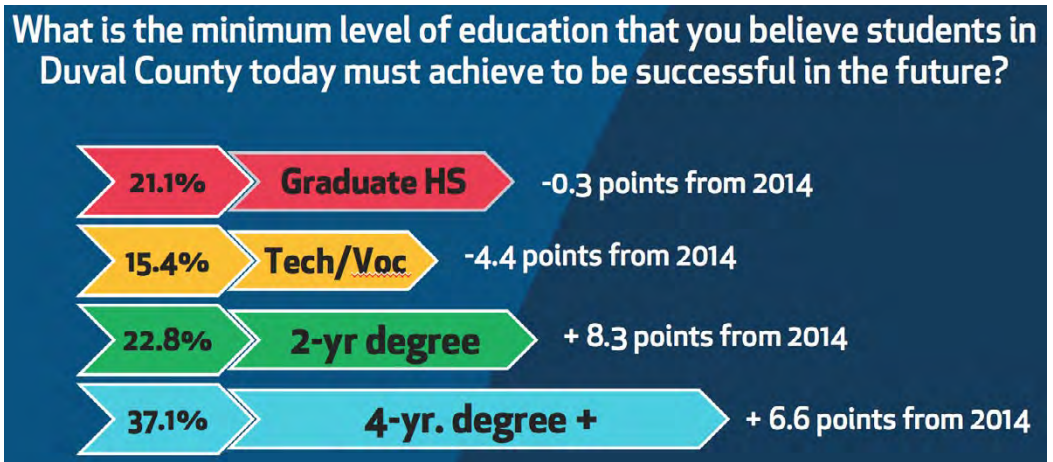 What is the minimum level of education that you believe students in
Duval County today must achieve to be successful in the future?
21.1% Graduate HS -0.3 points from 2014
15.4% Tech/Voc -4.4 points from 2014
22.8% 2-yr degree + 8.3 points from 2014
37.1% 4-yr. degree + + 6.6 points from 2014